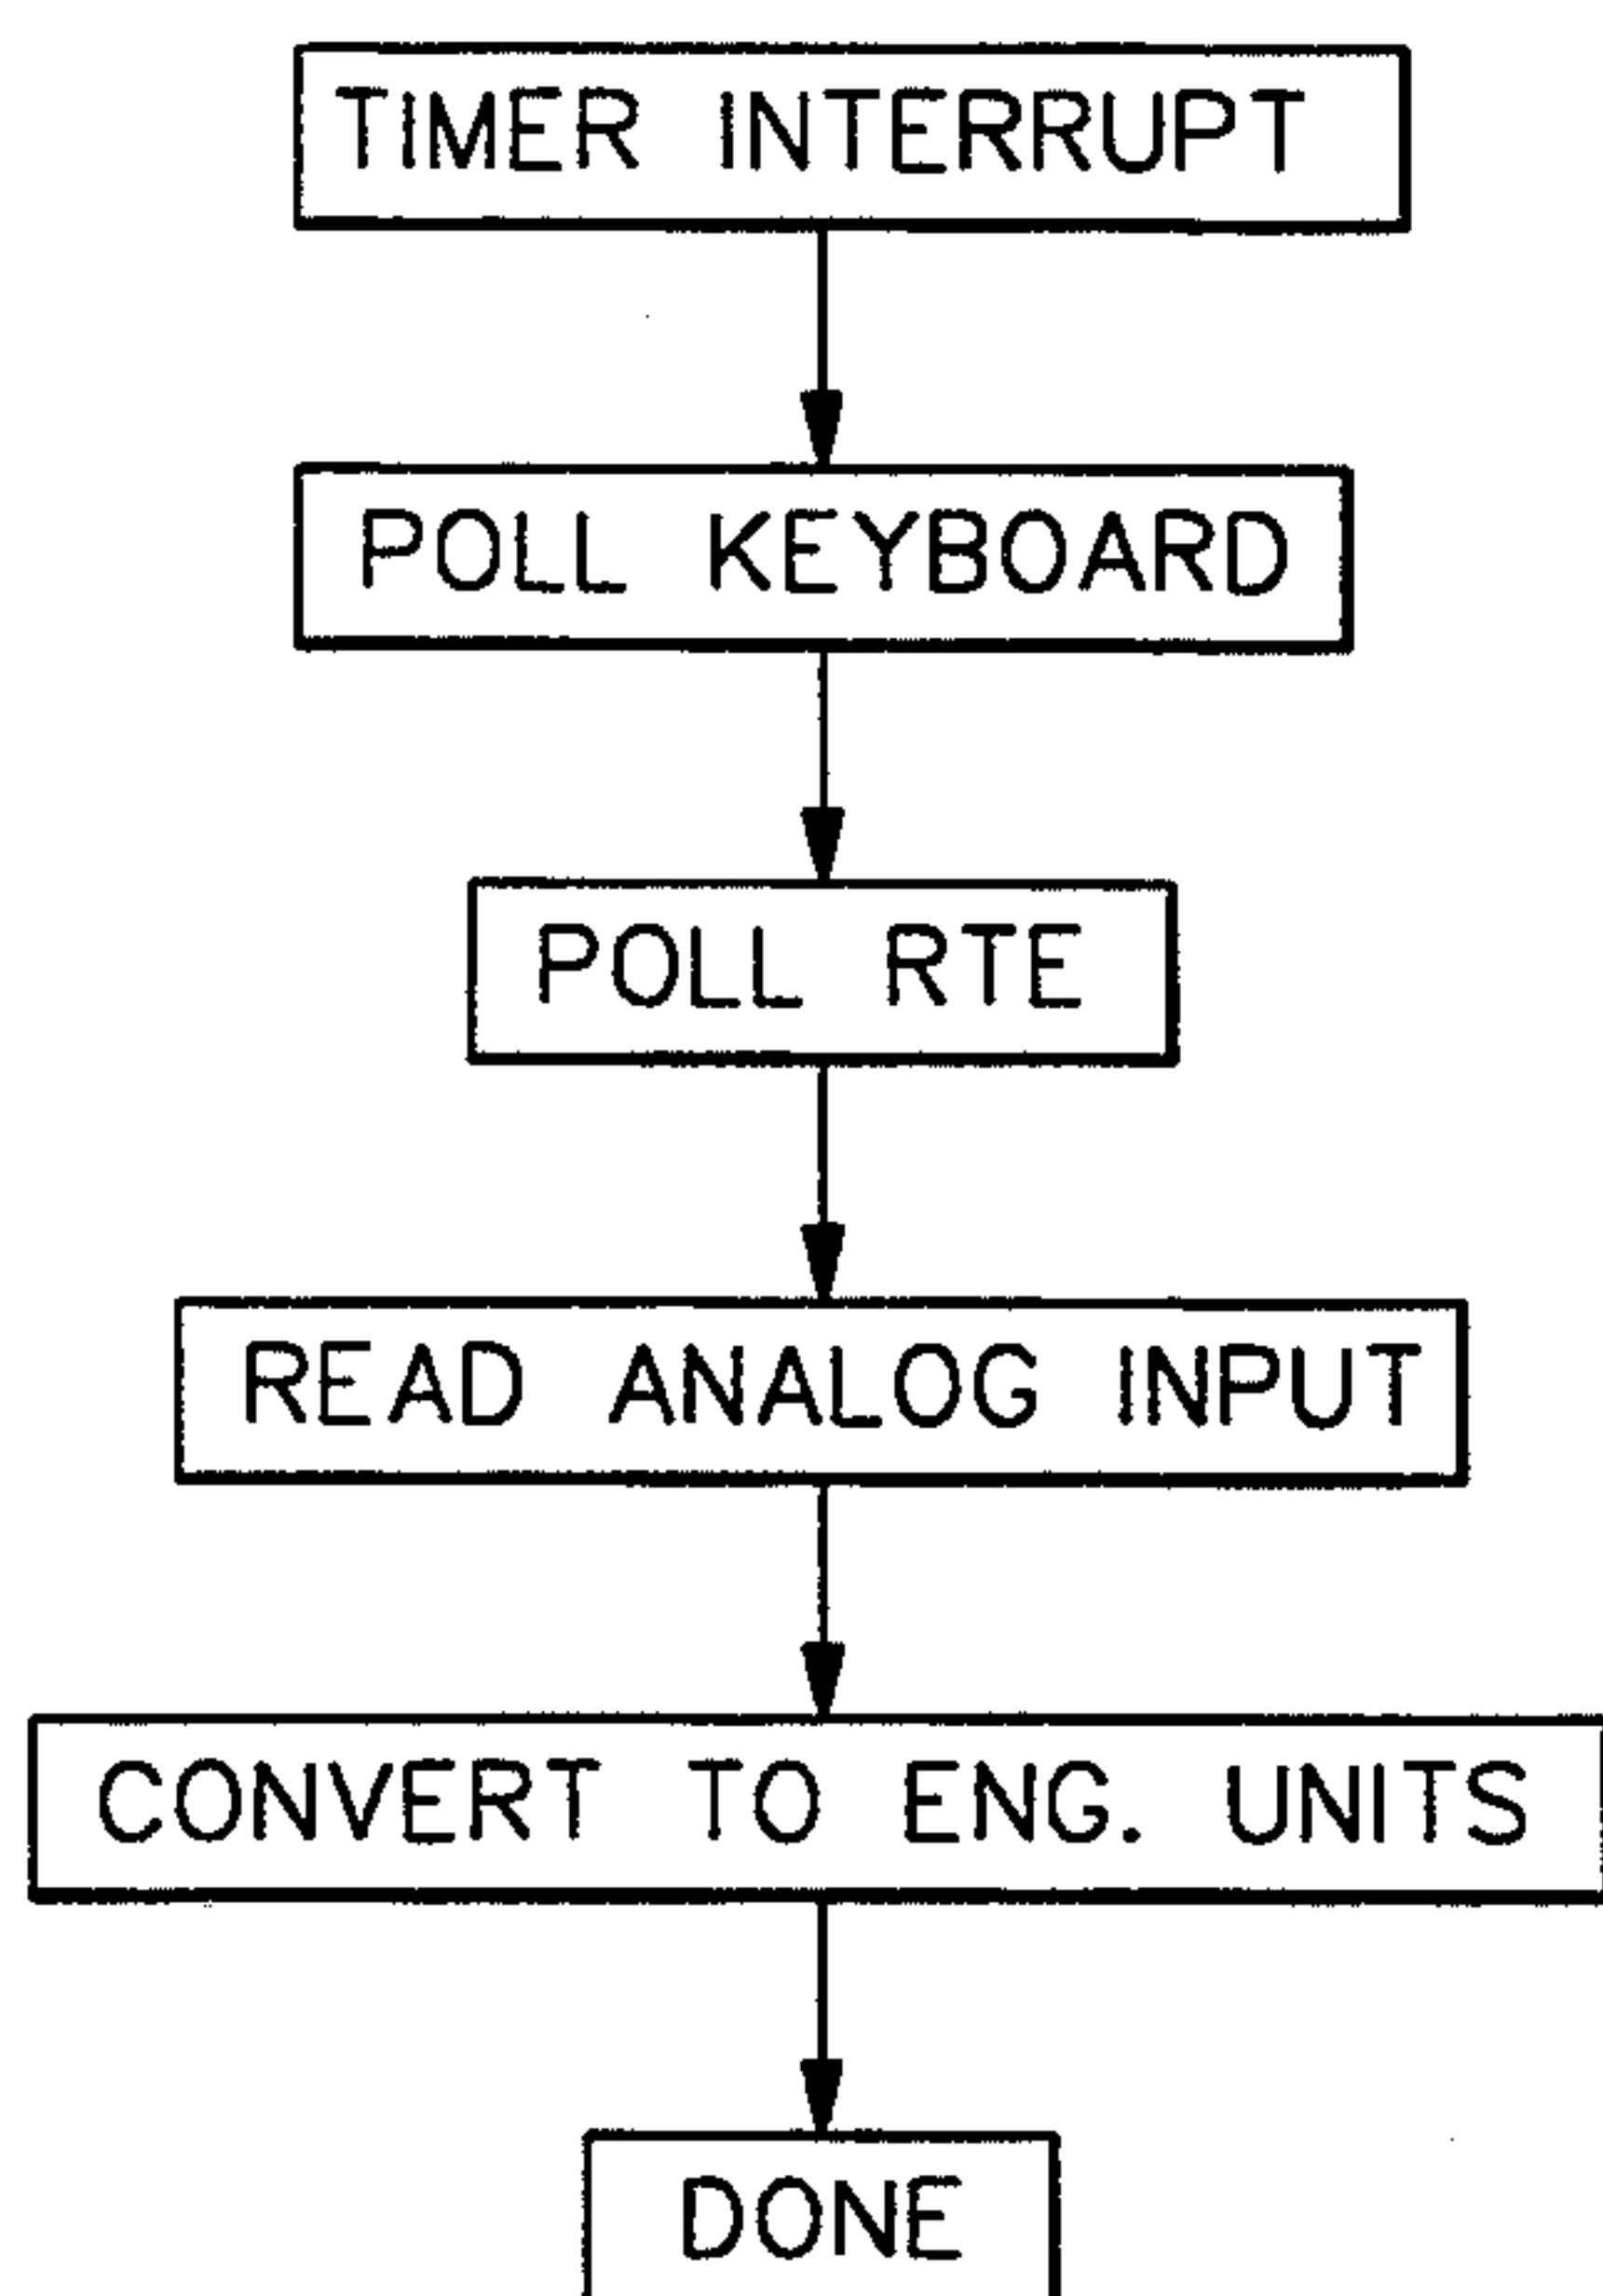 TIMER INTERRUPT
POLL KEYBOARD
POLL RTE
READ ANALOG INPUT
CONVERT TO ENG. UNITS
DONE